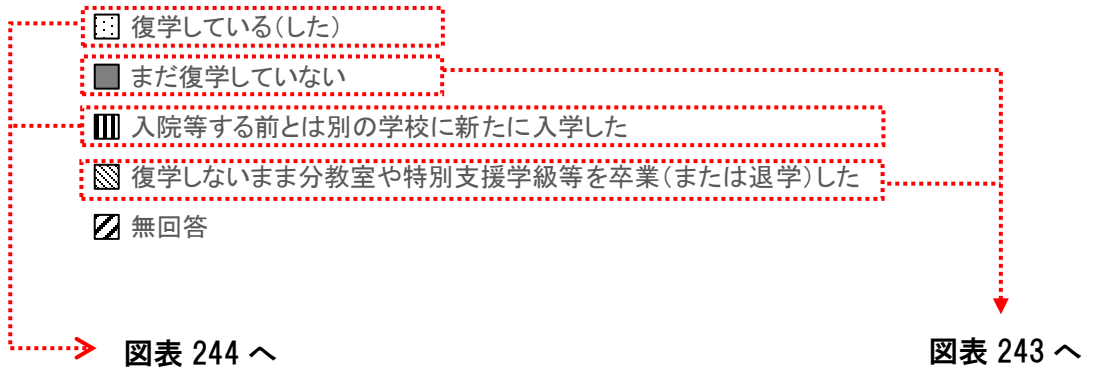 復学している(した)
まだ復学していない
入院等する前とは別の学校に新たに入学した
復学しないまま分教室や特別支援学級等を卒業(または退学)した
無回答
図表 244 へ
図表 243 へ